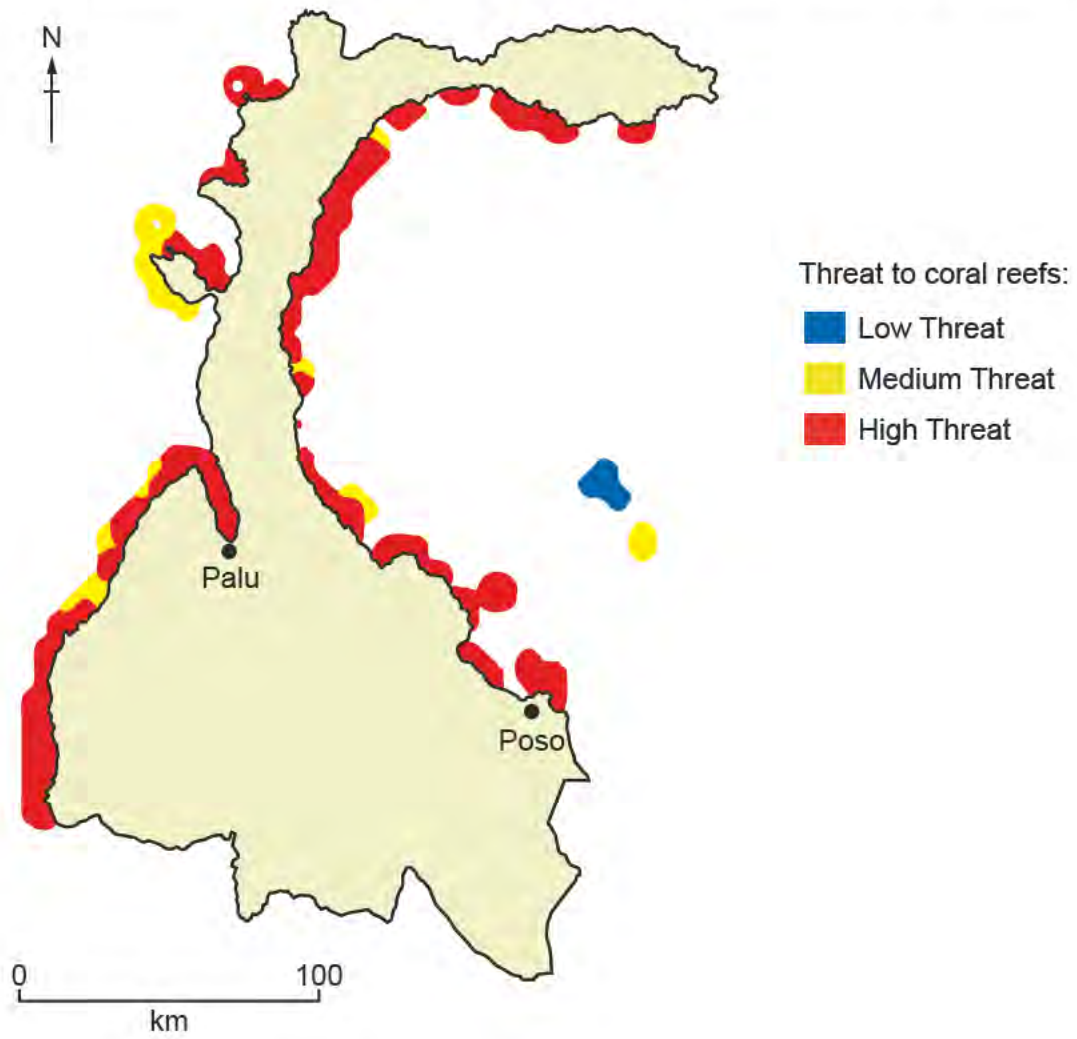 N
Threat to coral reefs:
Low Threat
Medium Threat
High Threat
Palu
Poso
0 100
km